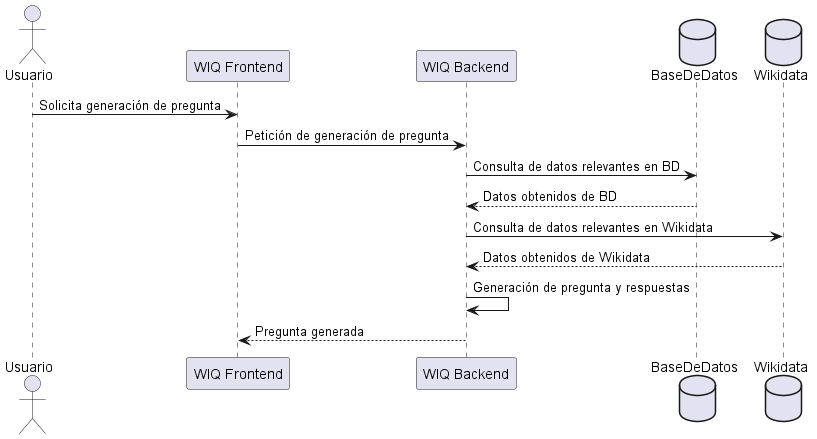 Usuario
WIQ Frontend
WIQ Backend
BaseDeDatos
Wikidata
Solicita generación de pregunta
Petición de generación de pregunta
Consulta de datos relevantes en BD
Datos obtenidos de BD
Consulta de datos relevantes en Wikidata
Datos obtenidos de Wikidata
Generación de pregunta y respuestas
Pregunta generada
Usuario
WIQ Frontend
WIQ Backend
BaseDeDatos
Wikidata